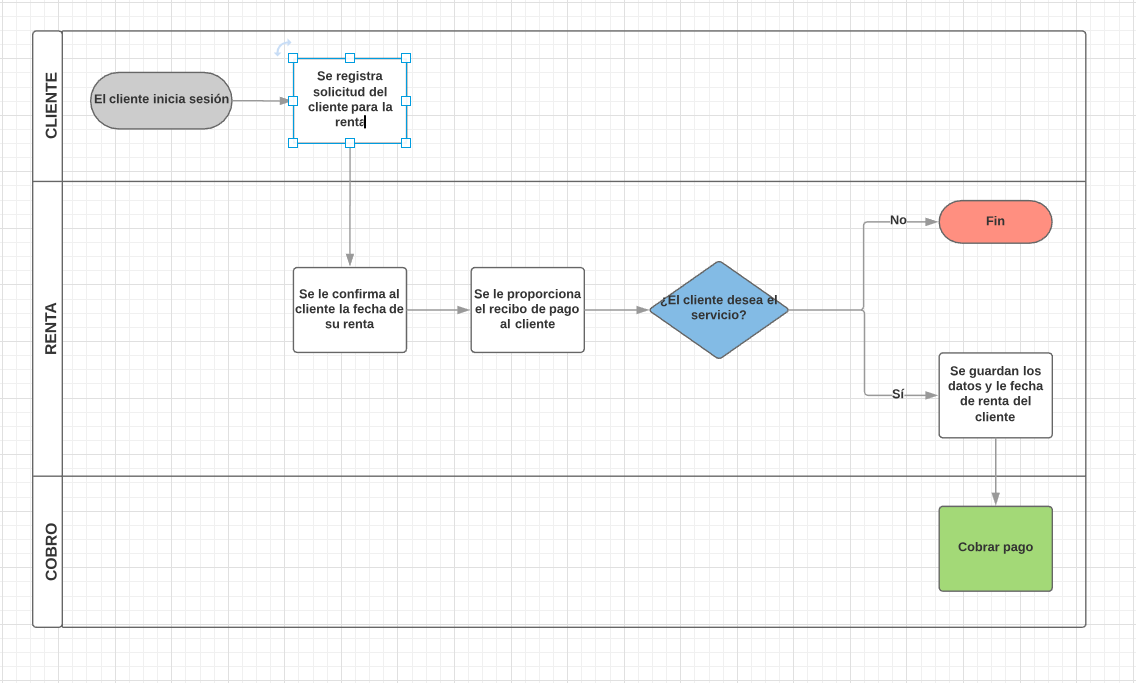 CLIENTE
El cliente inicia sesión
Se registra
solicitud del
cliente para la
renta
RENTA
Se le confirma al
cliente la fecha de
su renta
Se le proporciona
el recibo de pago
al cliente
¿El cliente desea el
servicio?
No
Fin
Sí
Se guardan los
datos y le fecha
de renta del
cliente
COBRO
Cobrar pago